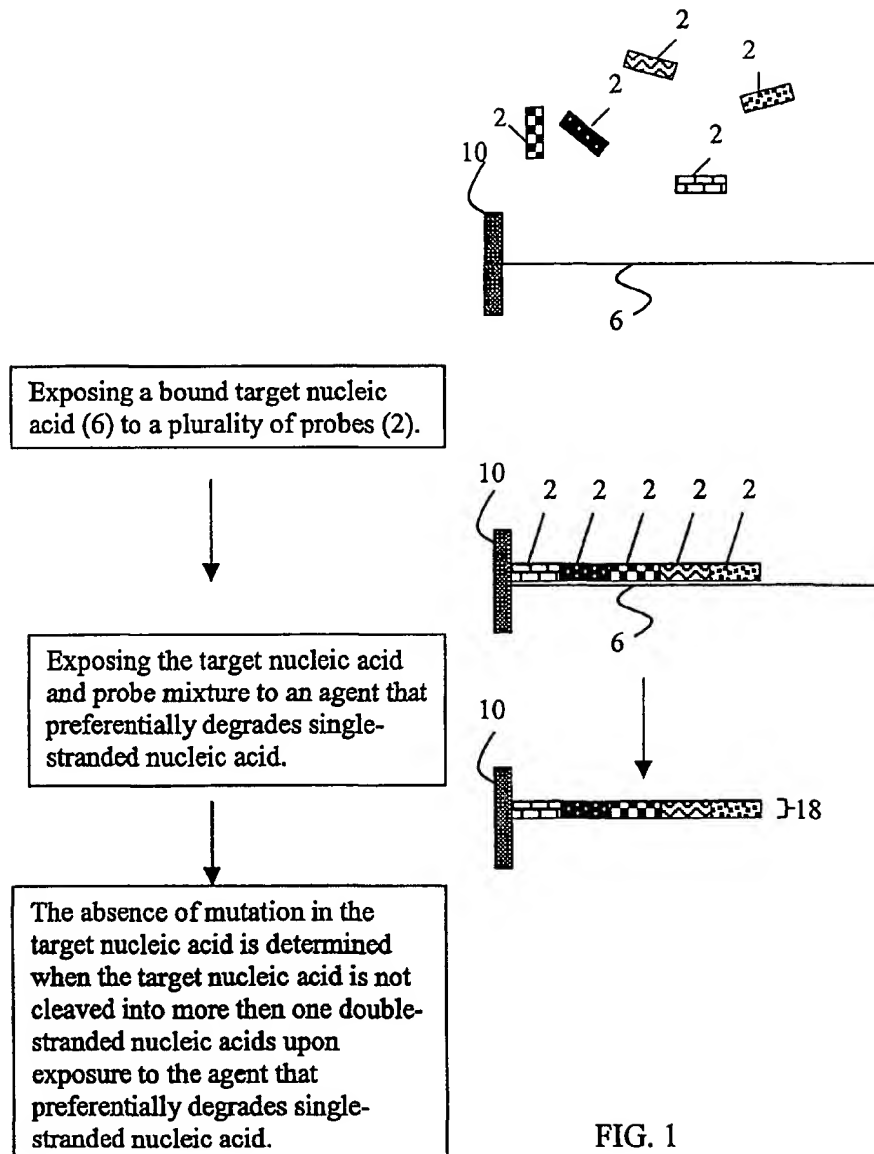 2
2
2
2
10
2
6
Exposing a bound target nucleic
acid (6) to a plurality of probes (2).
10
2 2 2 2 2
6
Exposing the target nucleic acid
and probe mixture to an agent that
preferentially degrades single-
stranded nucleic acid.
10
}18
The absence of mutation in the
target nucleic acid is determined
when the target nucleic acid is not
cleaved into more then one double-
stranded nucleic acids upon
exposure to the agent that
preferentially degrades single-
stranded nucleic acid.
FIG. 1